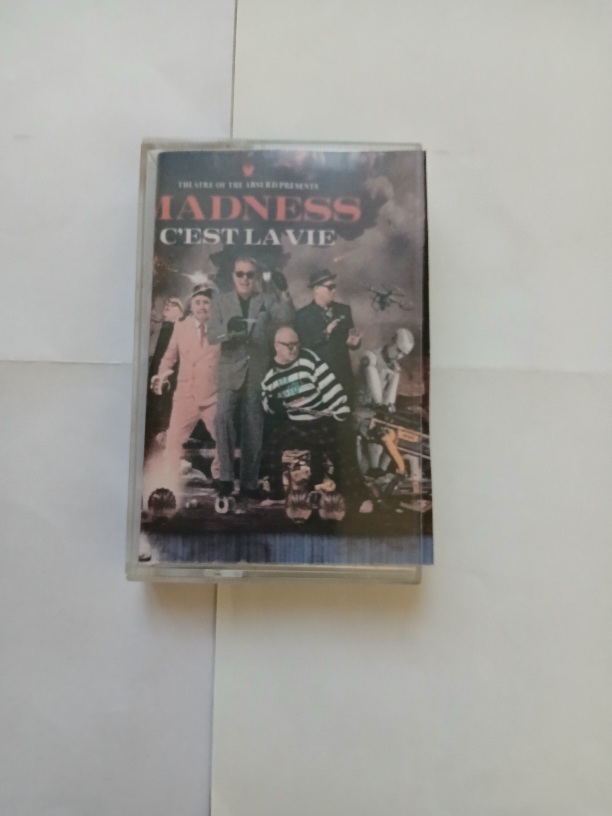 THEATRE OF THE ABSURD PRESENTS
MADNESS
C'EST LA VIE